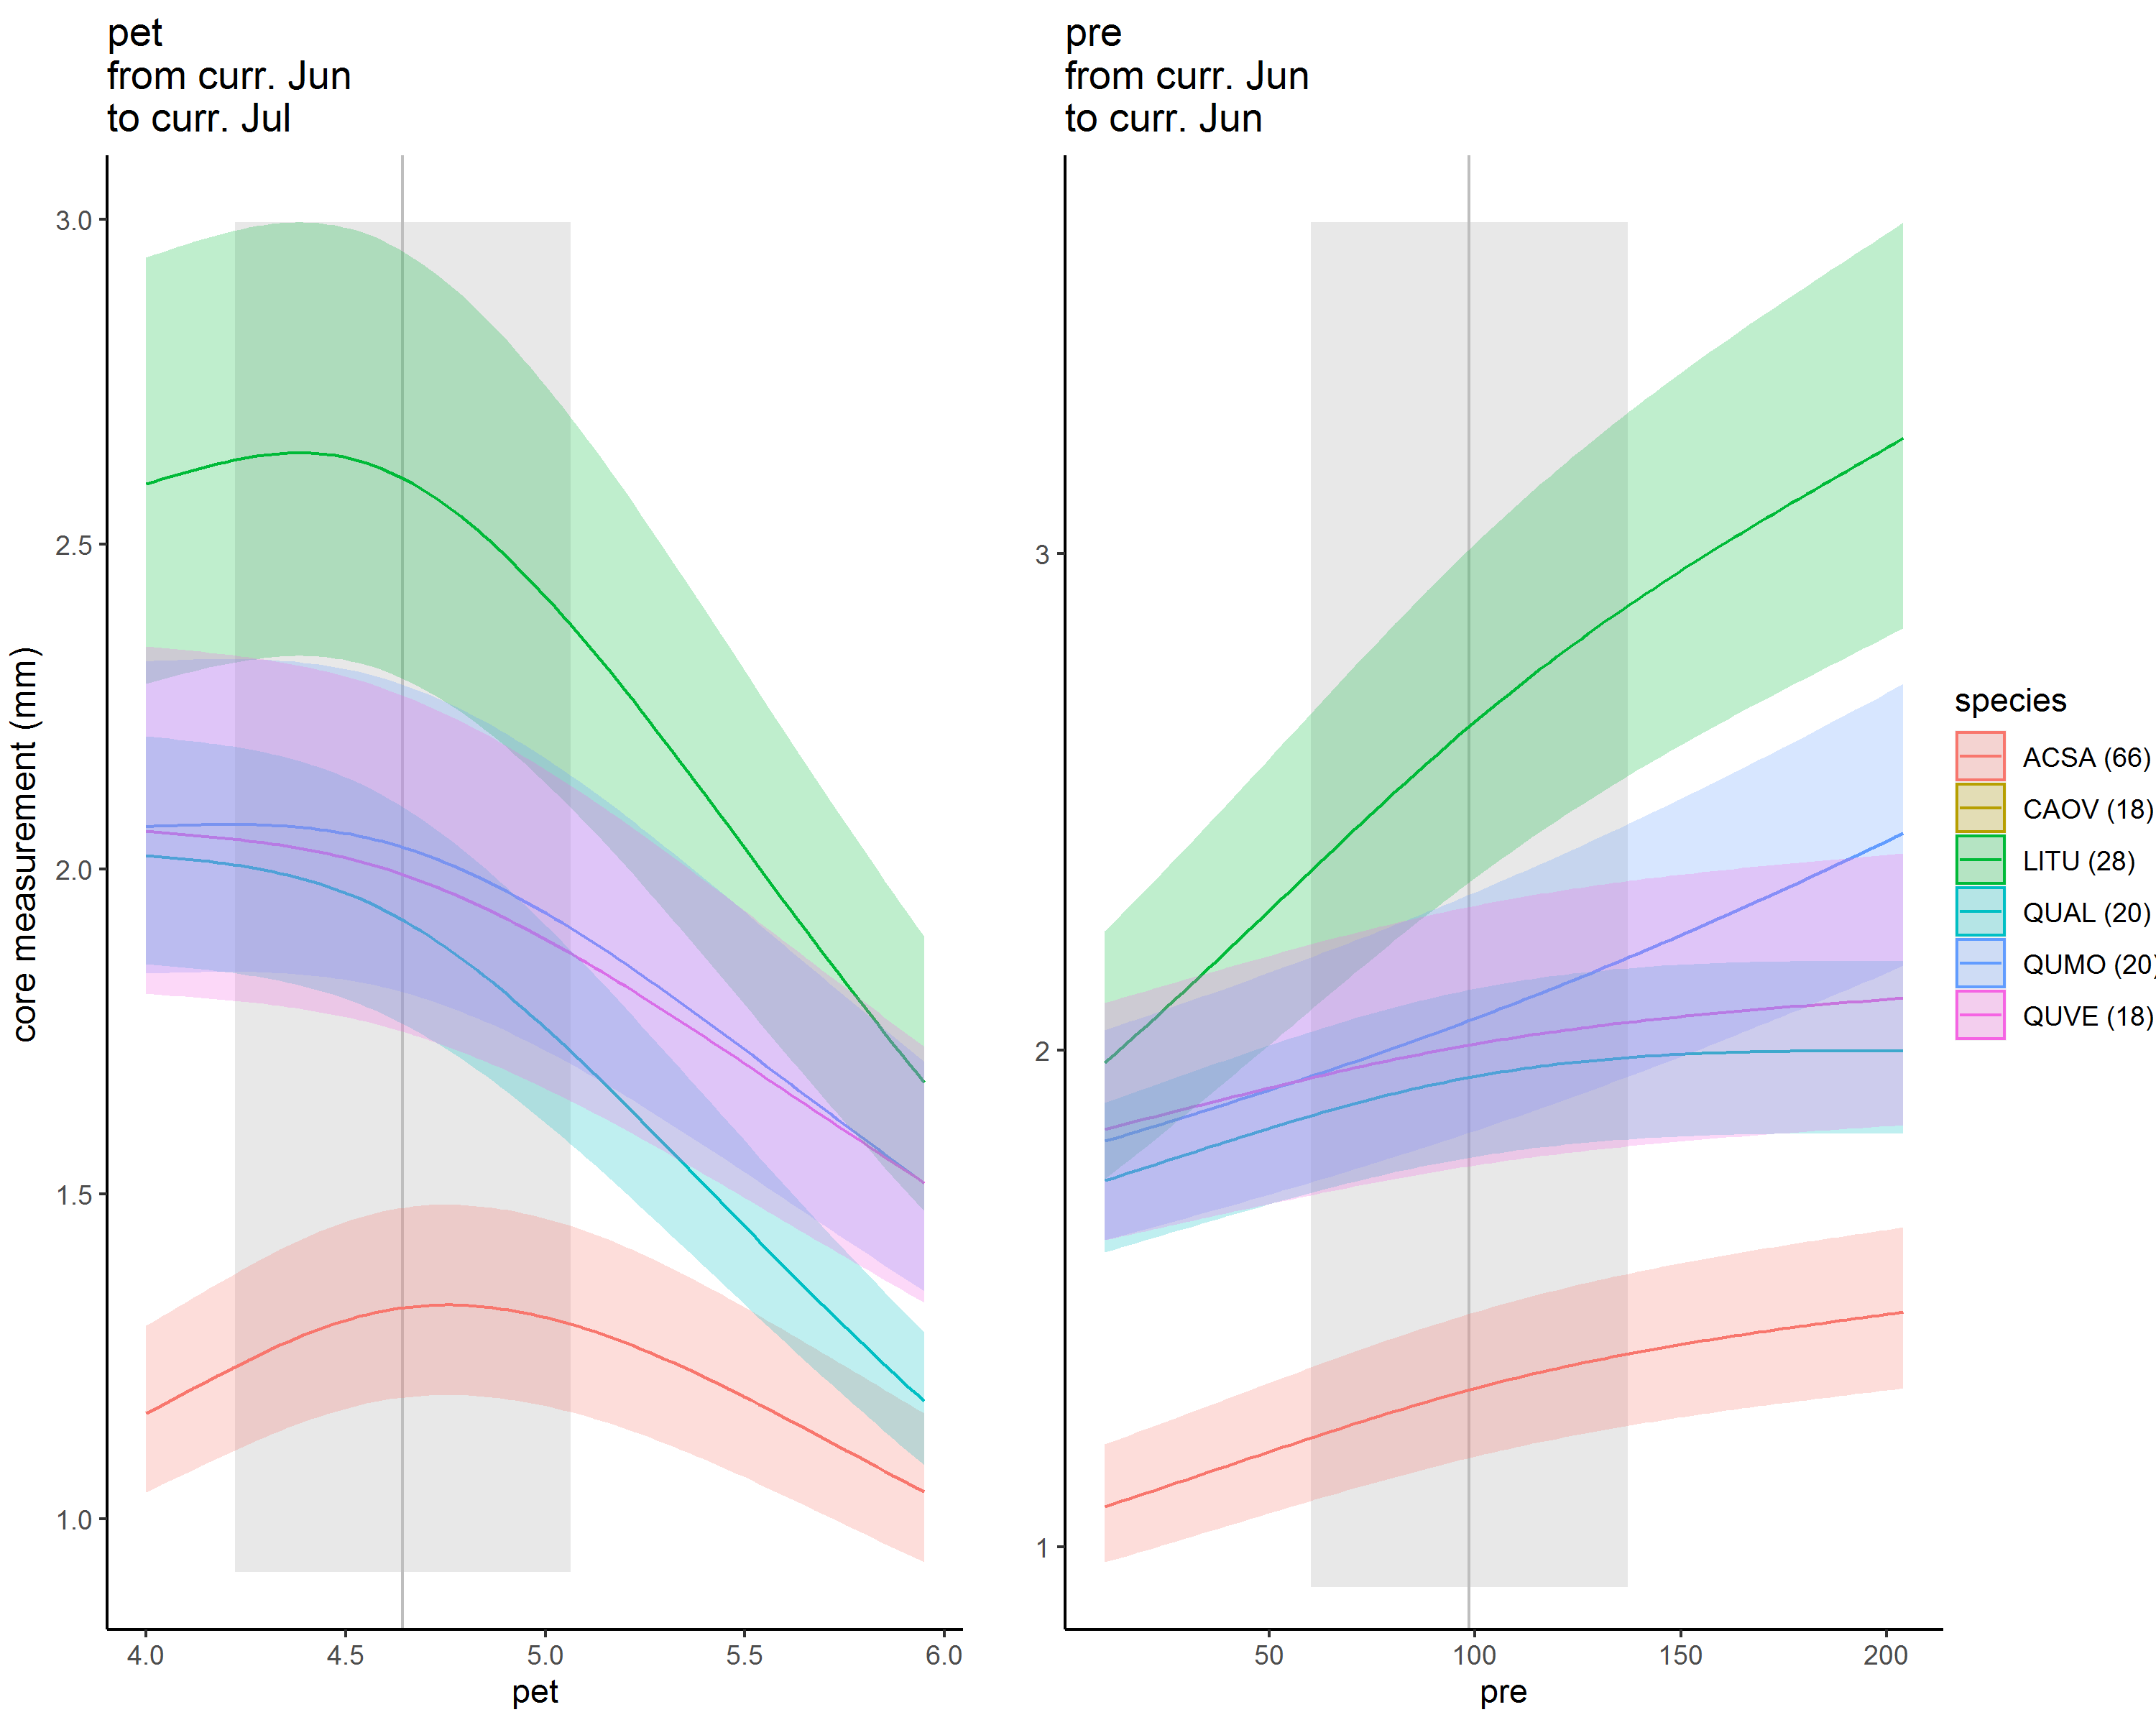 pet
from curr. Jun
to curr. Jul
pre
from curr. Jun
to curr. Jun
core measurement (mm)
3.0
2.5
2.0
1.5
1.0
4.0 4.5 5.0 5.5 6.0
pet
3
2
1
50 100 150 200
pre
species
ACSA (66)
CAOV (18)
LITU (28)
QUAL (20)
QUMO (20)
QUVE (18)